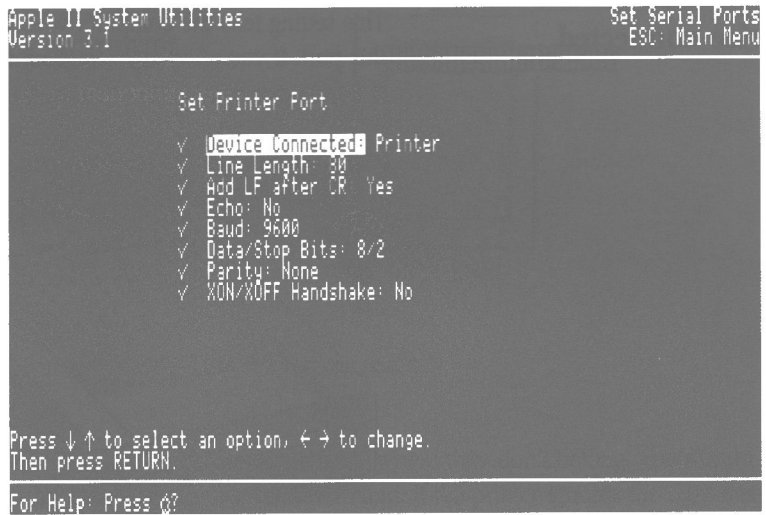 Apple II System Utilities
Set Serial Ports
Version 3.1
ESC: Main Menu
Set Printer Port
√ Device Connected: Printer
√ Line Length: 80
√ Add LF after CR: Yes
√ Echo: No
√ Baud: 9600
√ Data/Stop Bits: 8/2
√ Parity: None
√ XON/XOFF Handshake: No
Press ↓ ↑ to select an option, ← → to change.
Then press RETURN.
For Help: Press ?